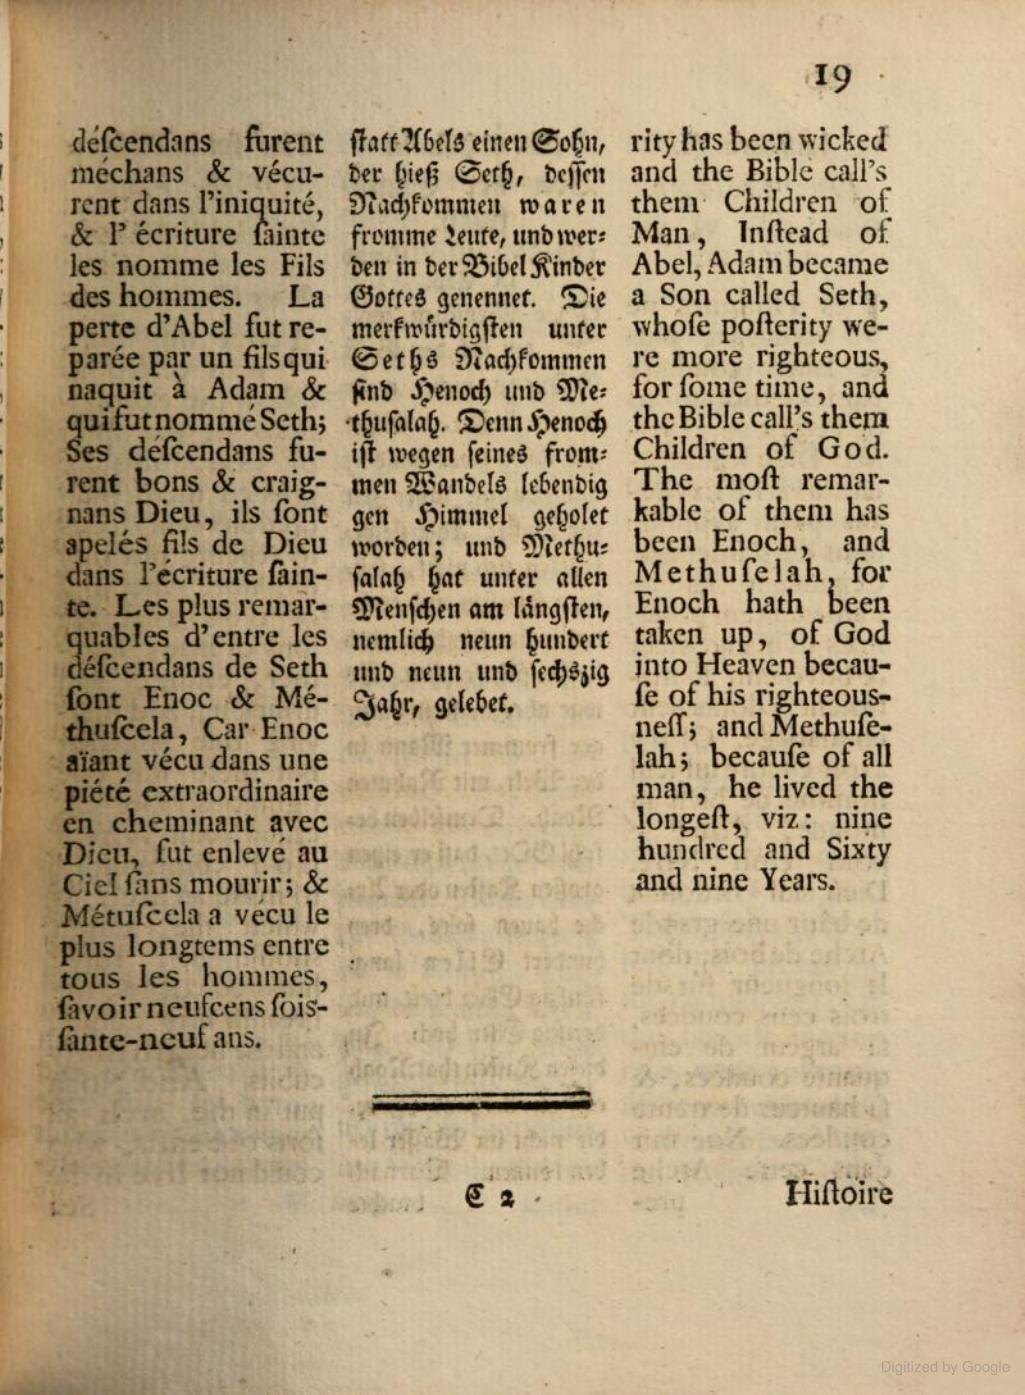 19
déſcendans furent
méchans & vécu-
rent dans l'iniquité,
& l' écriture ſainte
les nomme les Fils
des hommes. La
perte d'Abel fut re-
parée par un fils qui
naquit à Adam &
qui fut nommé Seth;
Ses déſcendans fu-
rent bons & craig-
nans Dieu, ils ſont
apelés fils de Dieu
dans l'écriture ſain-
te. Les plus remar-
quables d'entre les
déſcendans de Seth
ſont Enoc & Mé-
thuſcela, Car Enoc
aïant vécu dans une
piété extraordinaire
en cheminant avec
Dieu, fut enlevé au
Ciel ſans mourir; &
Métuſcela a vécu le
plus longtems entre
tous les hommes,
ſavoir neufcens ſois-
ſante-neuf ans.
ſtatt Abels einen Sohn,
der hieß Seth, deſſen
Nachkommen waren
fromme Leute, und wer-
den in der Bibel Kinder
Gottes genennet. Die
merkwürdigſten unter
Seths Nachkommen
ſind Henoch und Me-
thuſalah. Denn Henoch
iſt wegen ſeines from-
men Wandels lebendig
gen Himmel geholet
worden; und Methu-
ſalah hat unter allen
Menſchen am längſten,
nemlich neun hundert
und neun und ſechszig
Jahr, gelebet.
rity has been wicked
and the Bible call's
them Children of
Man, Inſtead of
Abel, Adam became
a Son called Seth,
whoſe poſterity we-
re more righteous,
for ſome time, and
the Bible call's them
Children of God.
The moſt remar-
kable of them has
been Enoch, and
Methuſelah, for
Enoch hath been
taken up, of God
into Heaven becau-
ſe of his righteous-
neſſ; and Methuſe-
lah; becauſe of all
man, he lived the
longeſt, viz: nine
hundred and Sixty
and nine Years.
C 2
Hiſtoire
Digitized by Google